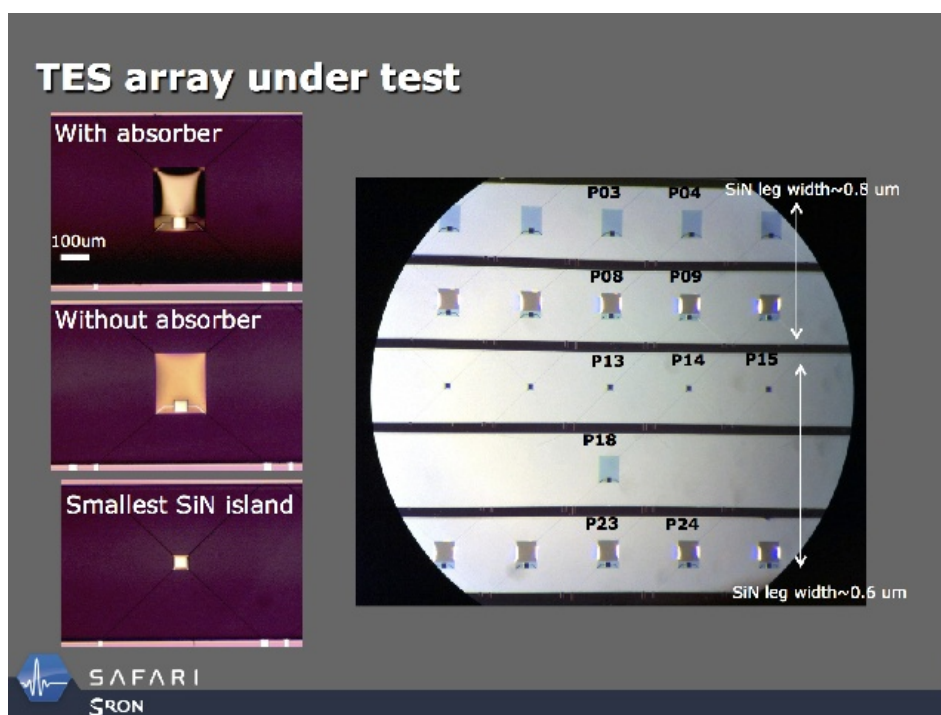 TES array under test
With absorber
100um
Without absorber
Smallest SiN island
SiN leg width~0.8 um
P03 P04
P08 P09
P13 P14 P15
P18
P23 P24
SiN leg width~0.6 um
SAFARI
SRON